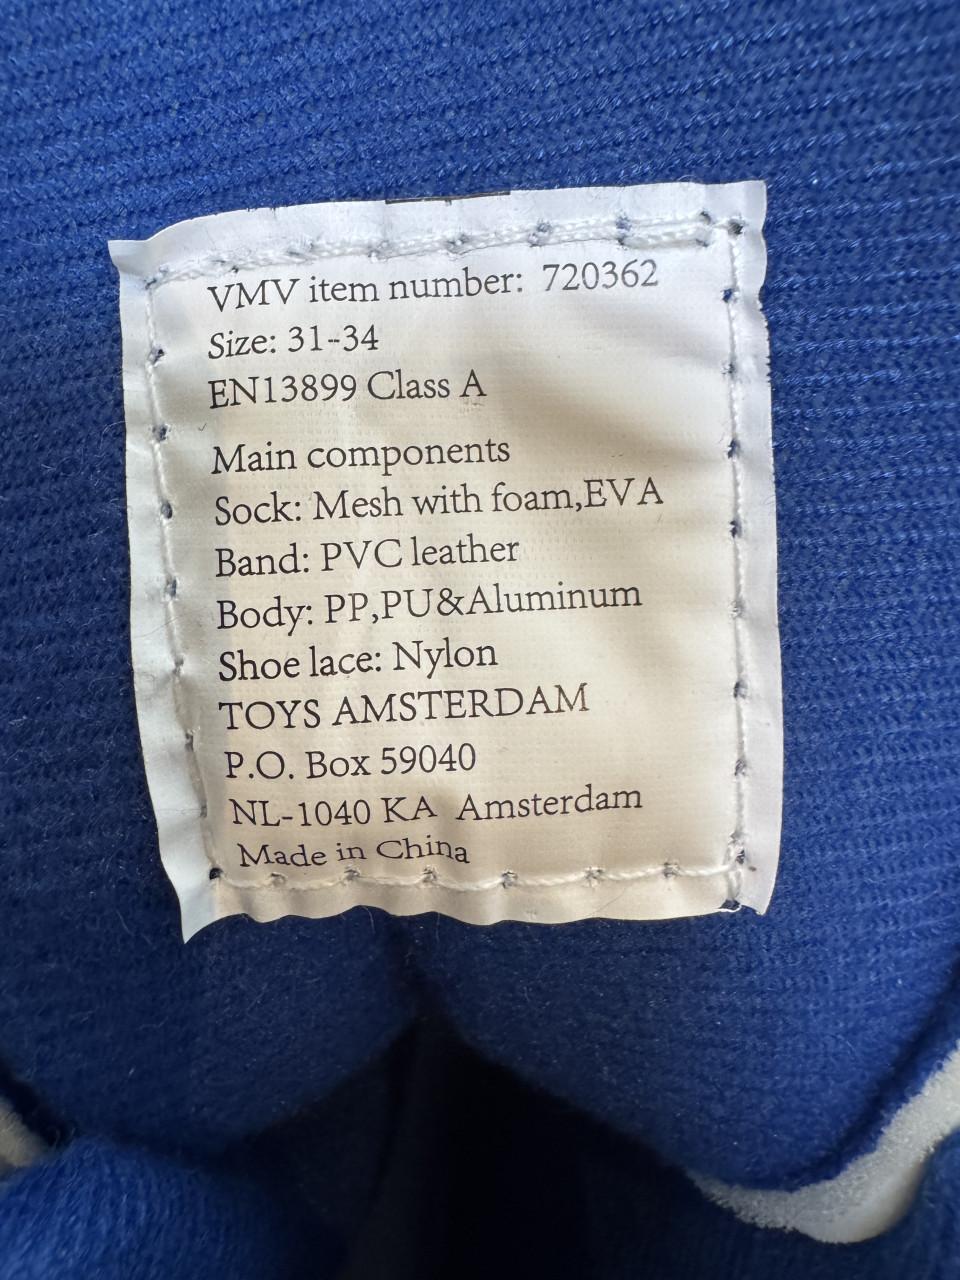 VMV item number: 720362
Size: 31-34
EN13899 Class A
Main components
Sock: Mesh with foam,EVA
Band: PVC leather
Body: PP,PU&Aluminum
Shoe lace: Nylon
TOYS AMSTERDAM
P.O. Box 59040
NL-1040 KA Amsterdam
Made in China